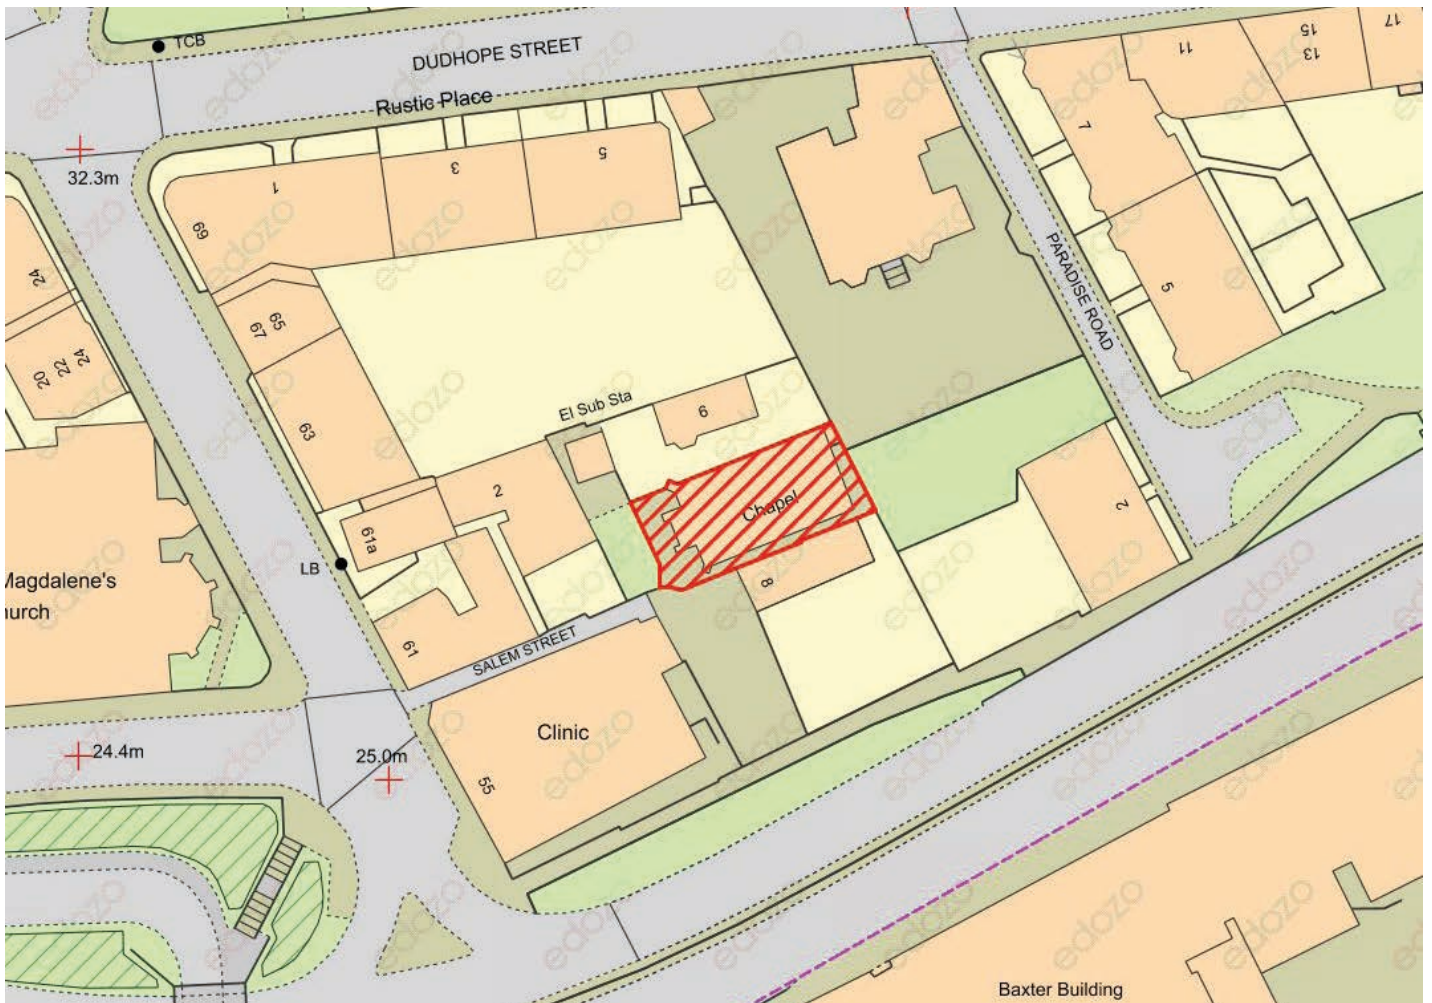 TCB
DUDHOPE STREET
Rustic Place
17
15
13
11
7
5
32.3m
1
3
5
69
24
24
22
20
67
65
63
PARADISE ROAD
El Sub Sta
9
2
Chapel
2
61a
LB
8
Magdalene's
hurch
61
SALEM STREET
Clinic
55
24.4m
25.0m
Baxter Building
edozo